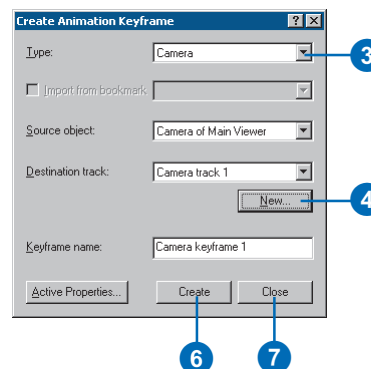 Create Animation Keyframe
Type: Camera 3
Import from bookmark
Source object: Camera of Main Viewer
Destination track: Camera track 1
New... 4
Keyframe name: Camera keyframe 1
Active Properties... Create Close
6 7